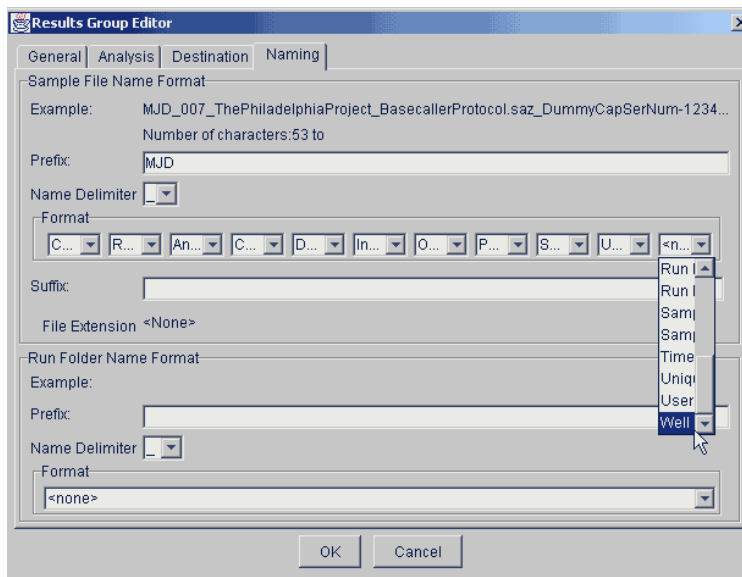 Results Group Editor
General Analysis Destination Naming
Sample File Name Format
Example: MJD_007_ThePhiladelphiaProject_BasecallerProtocol.saz_DummyCapSerNum-1234...
Number of characters:53 to
Prefix: MJD
Name Delimiter _
Format
C... R... An... C... D... In... O... P... S... U... <n...
Run
Run
Suffix:
Samp
Samp
File Extension <None>
Time
Uniq
User
Well
Run Folder Name Format
Example:
Prefix:
Name Delimiter _
Format
<none>
OK Cancel